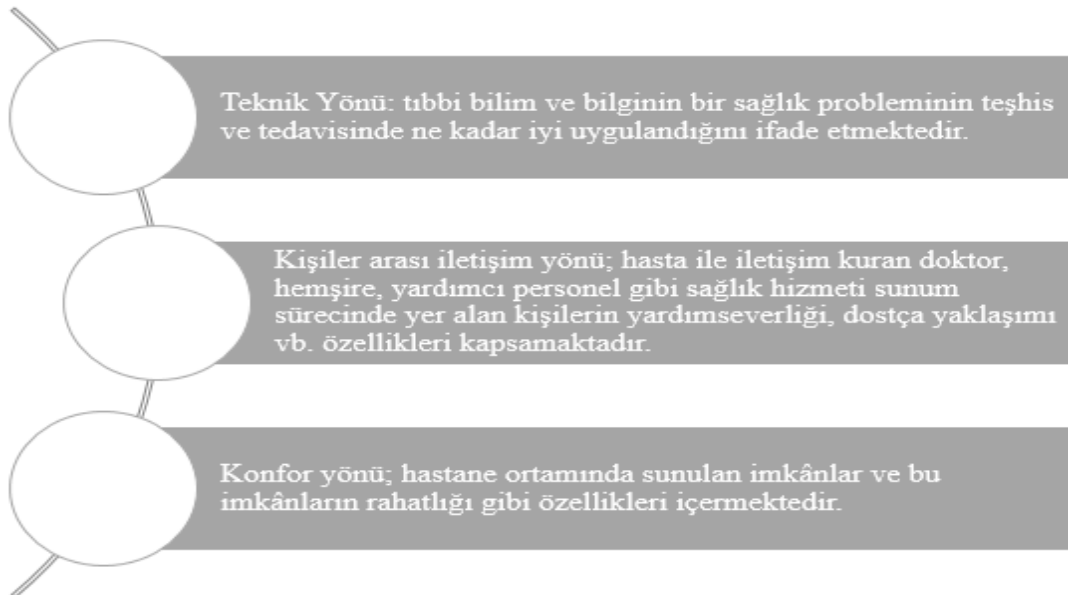 Teknik Yönü: tıbbi bilim ve bilginin bir sağlık probleminin teşhis
ve tedavisinde ne kadar iyi uygulandığını ifade etmektedir.
Kişiler arası iletişim yönü; hasta ile iletişim kuran doktor,
hemşire, yardımcı personel gibi sağlık hizmeti sunum
sürecinde yer alan kişilerin yardımseverliği, dostça yaklaşımı
vb. özellikleri kapsamaktadır.
Konfor yönü; hastane ortamında sunulan imkânlar ve bu
imkânların rahatlığı gibi özellikleri içermektedir.